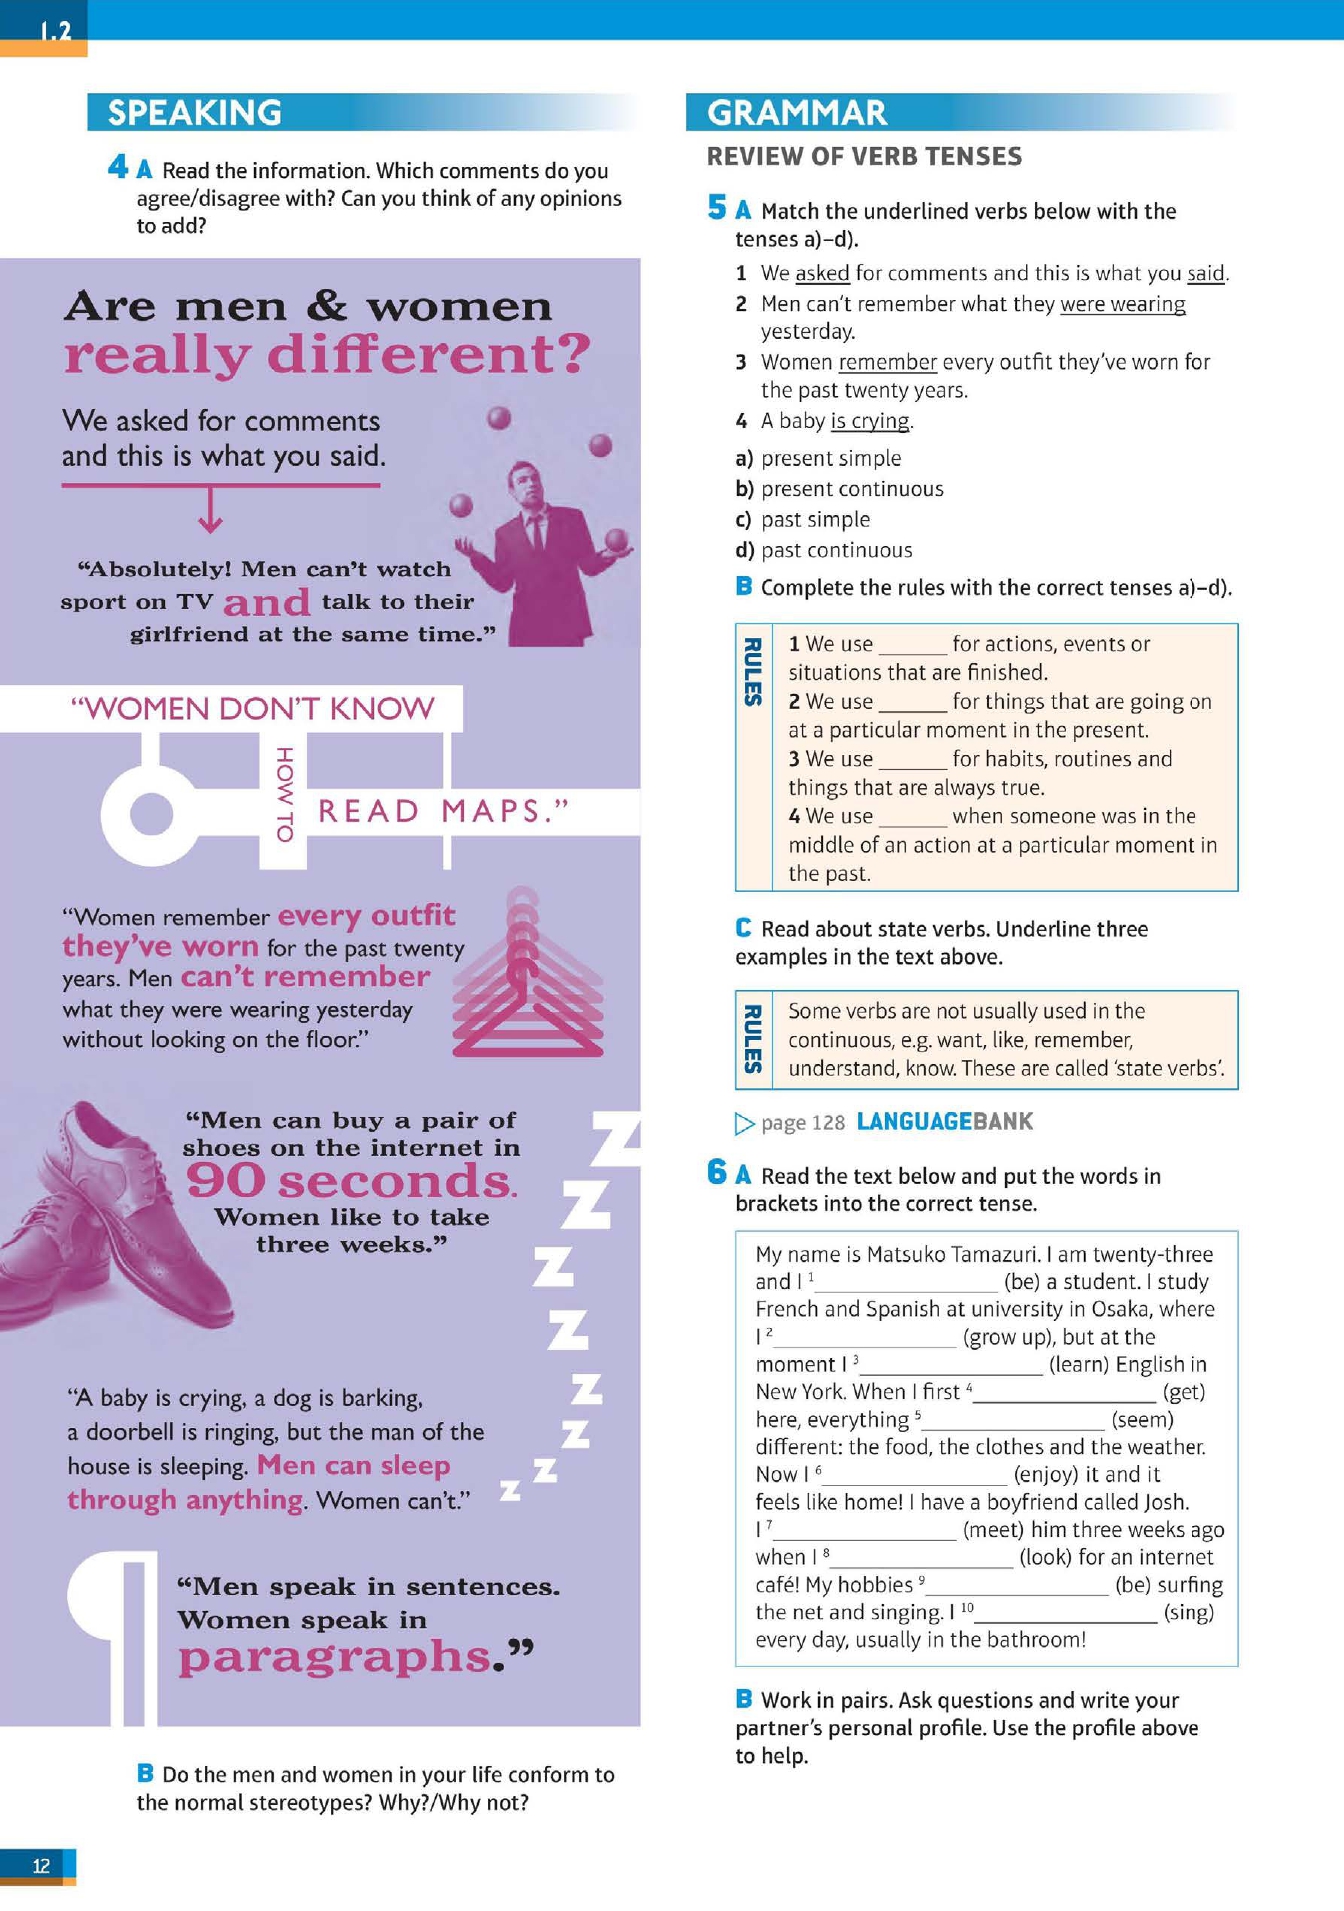 1.2
SPEAKING
4 A Read the information. Which comments do you
agree/disagree with? Can you think of any opinions
to add?
Are men & women
really different?
We asked for comments
and this is what you said.
“Absolutely! Men can’t watch
sport on TV and talk to their
girlfriend at the same time.”
“WOMEN DON’T KNOW
HOW TO
READ MAPS.”
“Women remember every outfit
they’ve worn for the past twenty
years. Men can’t remember
what they were wearing yesterday
without looking on the floor.”
“Men can buy a pair of
shoes on the internet in
90 seconds.
Women like to take
three weeks.”
Z
Z
Z
Z
Z
Z
Z
Z
“A baby is crying, a dog is barking,
a doorbell is ringing, but the man of the
house is sleeping. Men can sleep
through anything. Women can’t.”
¶
“Men speak in sentences.
Women speak in
paragraphs.”
B Do the men and women in your life conform to
the normal stereotypes? Why?/Why not?
12
GRAMMAR
REVIEW OF VERB TENSES
5 A Match the underlined verbs below with the
tenses a)–d).
1 We asked for comments and this is what you said.
2 Men can’t remember what they were wearing
yesterday.
3 Women remember every outfit they’ve worn for
the past twenty years.
4 A baby is crying.
a) present simple
b) present continuous
c) past simple
d) past continuous
B Complete the rules with the correct tenses a)–d).
RULES
1 We use ______ for actions, events or
situations that are finished.
2 We use ______ for things that are going on
at a particular moment in the present.
3 We use ______ for habits, routines and
things that are always true.
4 We use ______ when someone was in the
middle of an action at a particular moment in
the past.
C Read about state verbs. Underline three
examples in the text above.
RULES
Some verbs are not usually used in the
continuous, e.g. want, like, remember,
understand, know. These are called ‘state verbs’.
page 128 LANGUAGEBANK
6 A Read the text below and put the words in
brackets into the correct tense.
My name is Matsuko Tamazuri. I am twenty-three
and I ¹________________ (be) a student. I study
French and Spanish at university in Osaka, where
I ²________________ (grow up), but at the
moment I ³________________ (learn) English in
New York. When I first ⁴________________ (get)
here, everything ⁵________________ (seem)
different: the food, the clothes and the weather.
Now I ⁶________________ (enjoy) it and it
feels like home! I have a boyfriend called Josh.
I ⁷________________ (meet) him three weeks ago
when I ⁸________________ (look) for an internet
café! My hobbies ⁹________________ (be) surfing
the net and singing. I ¹⁰________________ (sing)
every day, usually in the bathroom!
B Work in pairs. Ask questions and write your
partner’s personal profile. Use the profile above
to help.